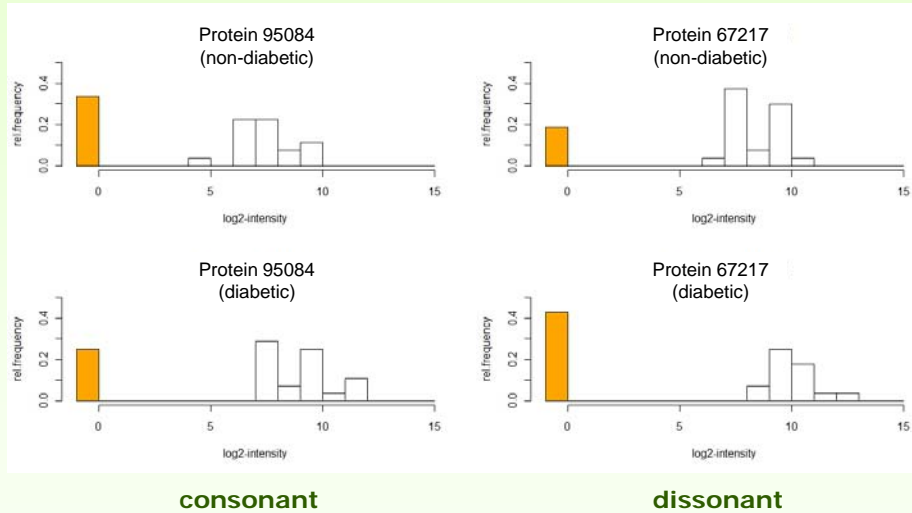 Protein 95084
(non-diabetic)
rel.frequency
0.0 0.2 0.4
0 5 10 15
log2-intensity
Protein 67217
(non-diabetic)
rel.frequency
0.0 0.2 0.4
0 5 10 15
log2-intensity
Protein 95084
(diabetic)
rel.frequency
0.0 0.2 0.4
0 5 10 15
log2-intensity
Protein 67217
(diabetic)
rel.frequency
0.0 0.2 0.4
0 5 10 15
log2-intensity
consonant
dissonant